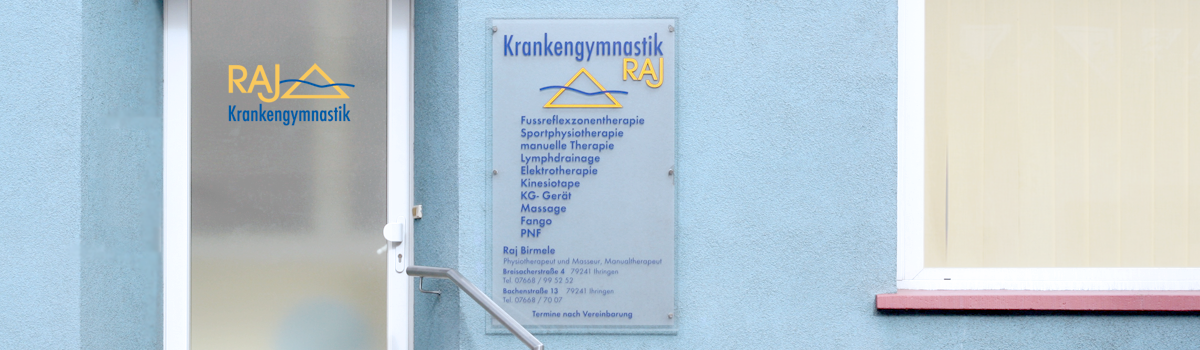 RAJ
Krankengymnastik
Krankengymnastik
RAJ
Fussreflexzonentherapie
Sportphysiotherapie
manuelle Therapie
Lymphdrainage
Elektrotherapie
Kinesiotape
KG- Gerät
Massage
Fango
PNF
Raj Birmele
Physiotherapeut und Masseur, Manualtherapeut
Breisacherstraße 4 79241 Ihringen
Tel. 07668 / 99 52 52
Bachenstraße 13 79241 Ihringen
Tel. 07668 / 70 07
Termine nach Vereinbarung